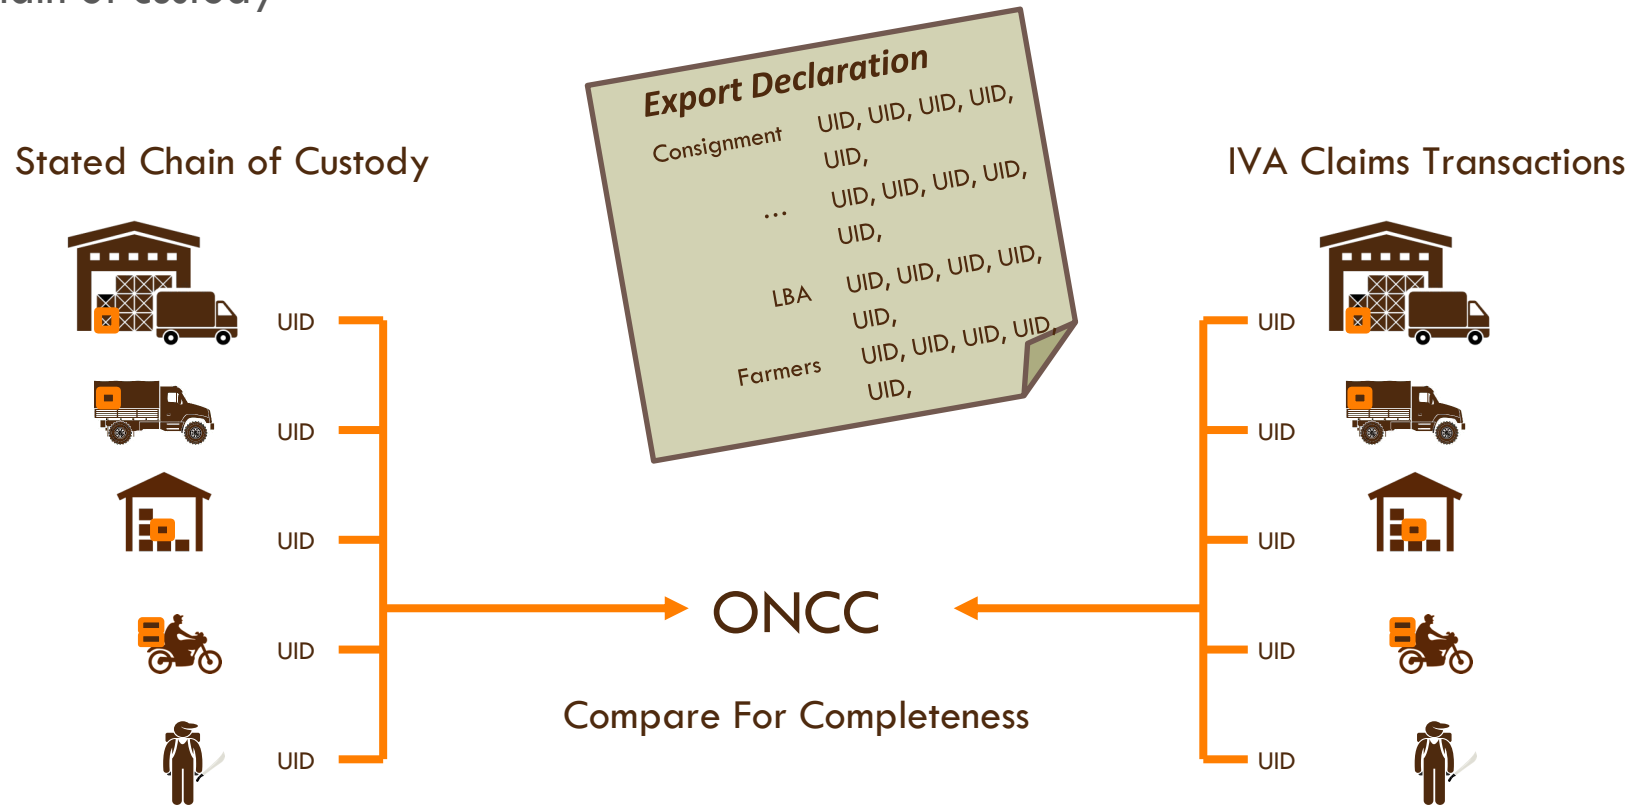 of custody
Export Declaration
Consignment UID, UID, UID, UID,
UID,
... UID, UID, UID, UID,
UID,
LBA UID, UID, UID, UID,
UID,
Farmers UID, UID, UID, UID,
UID,
Stated Chain of Custody
UID
UID
UID
UID
UID
IVA Claims Transactions
UID
UID
UID
UID
UID
ONCC
Compare For Completeness